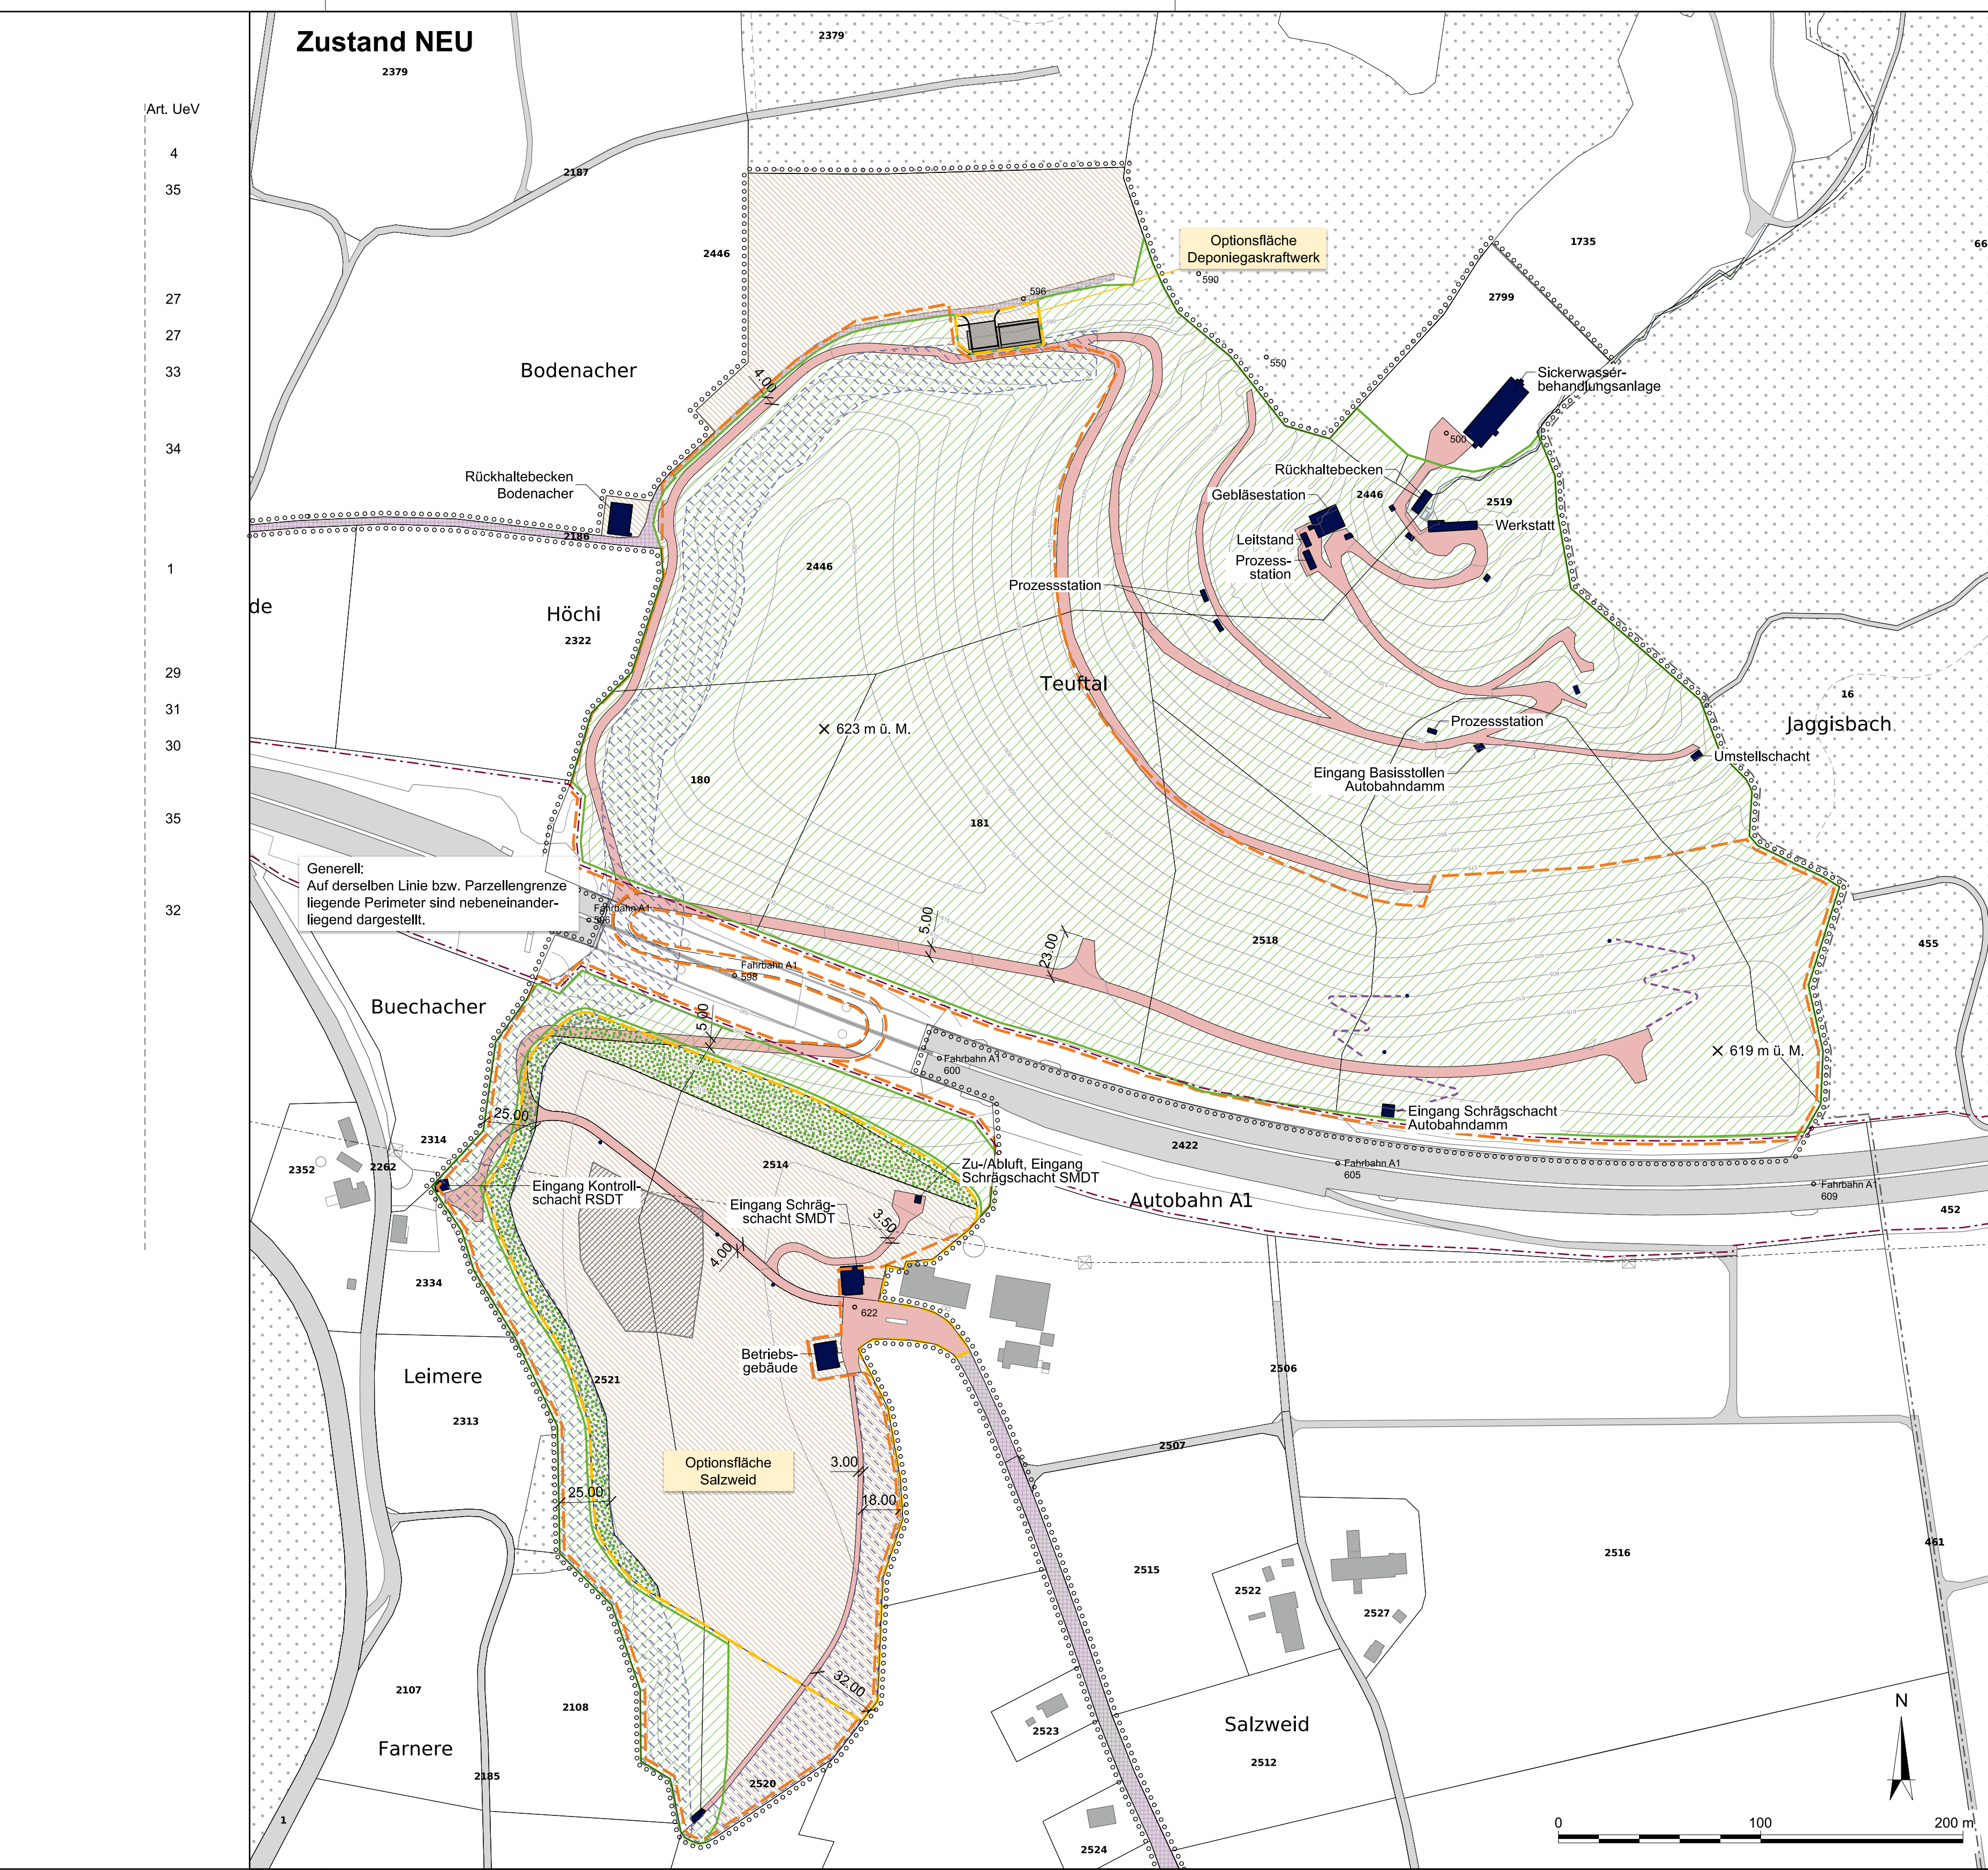 Zustand NEU
Art. UeV
4
35
27
27
33
34
1
29
31
30
35
32
2379
2379
2187
2446
Optionsfläche
Deponiegaskraftwerk
590
596
550
1735
66
2799
Bodenacher
4.00
Sickerwasser-
behandlungsanlage
500
Rückhaltebecken
Bodenacher
Rückhaltebecken
Gebläsestation
2446
2519
Werkstatt
Leitstand
Prozess-
station
2186
2446
Prozessstation
de
Höchi
2322
Teuftal
623 m ü. M.
180
181
Prozessstation
Eingang Basisstollen
Autobahndamm
Umstellschacht
16
Jaggisbach
Generell:
Auf derselben Linie bzw. Parzellengrenze
liegende Perimeter sind nebeneinander-
liegend dargestellt.
Fahrbahn A1
596
Fahrbahn A1
598
5.00
23.00
2518
455
Buechacher
5.00
Fahrbahn A1
600
619 m ü. M.
25.00
Eingang Schrägschacht
Autobahndamm
2314
2352
2262
2514
2422
Zu-/Abluft, Eingang
Schrägschacht SMDT
Fahrbahn A1
605
Fahrbahn A1
609
Eingang Kontroll-
schacht RSDT
Eingang Schräg-
schacht SMDT
Autobahn A1
452
3.50
4.00
2334
622
Betriebs-
gebäude
Leimere
2521
2506
2313
2507
Optionsfläche
Salzweid
3.00
25.00
18.00
2515
2516
461
2522
2527
32.00
2107
2108
2523
Salzweid
2512
N
Farnere
2185
2520
1
2524
0
100
200 m